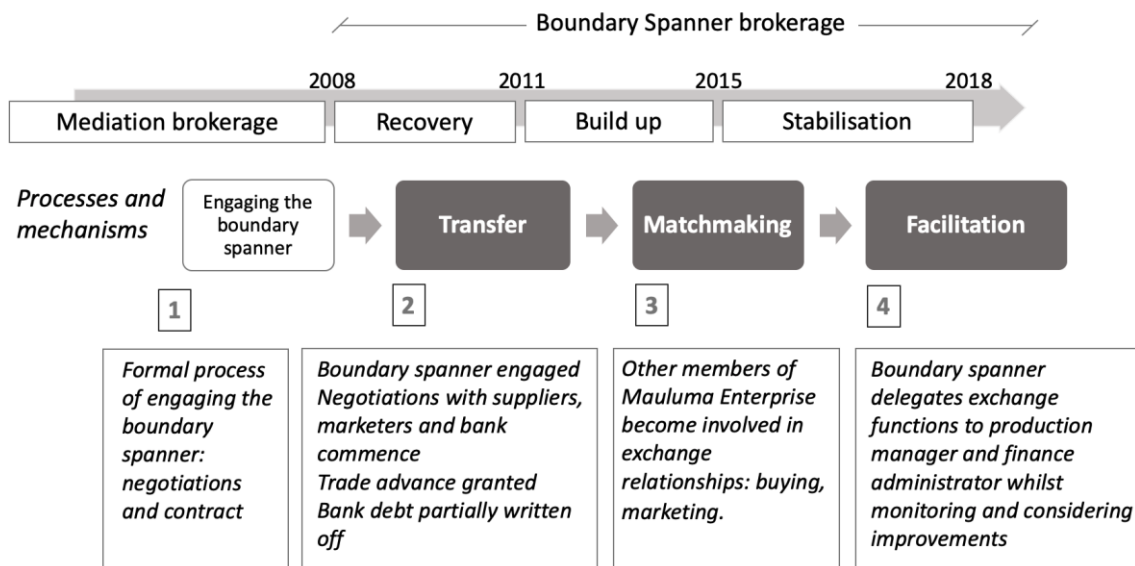 Boundary Spanner brokerage
2008
2011
2015
2018
Mediation brokerage
Recovery
Build up
Stabilisation
Processes and
mechanisms
Engaging the
boundary
spanner
Transfer
Matchmaking
Facilitation
1
2
3
4
Formal process
of engaging the
boundary
spanner:
negotiations
and contract
Boundary spanner engaged
Negotiations with suppliers,
marketers and bank
commence
Trade advance granted
Bank debt partially written
off
Other members of
Mauluma Enterprise
become involved in
exchange
relationships: buying,
marketing.
Boundary spanner
delegates exchange
functions to production
manager and finance
administrator whilst
monitoring and considering
improvements